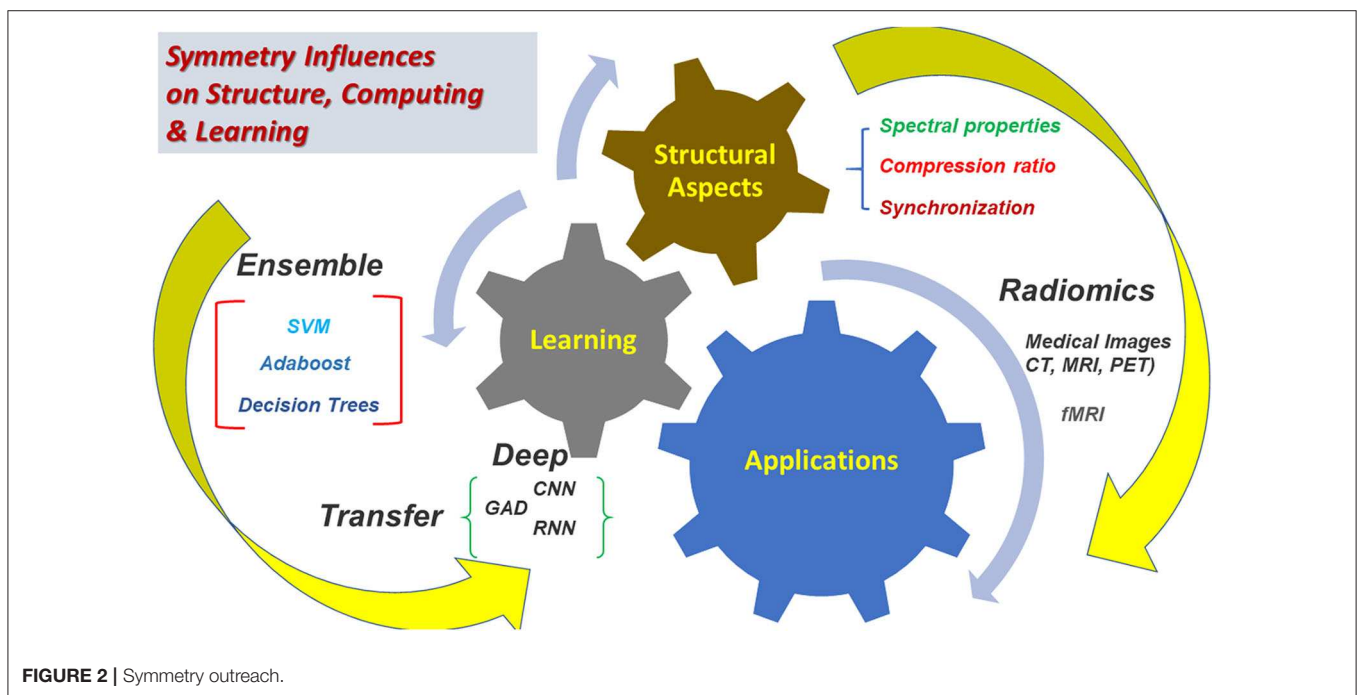 Symmetry Influences
on Structure, Computing
& Learning
Structural
Aspects
Spectral properties
Compression ratio
Synchronization
Ensemble
SVM
Adaboost
Decision Trees
Learning
Radiomics
Medical Images
CT, MRI, PET)
fMRI
Applications
Deep
Transfer
CNN
GAD
RNN
FIGURE 2 | Symmetry outreach.